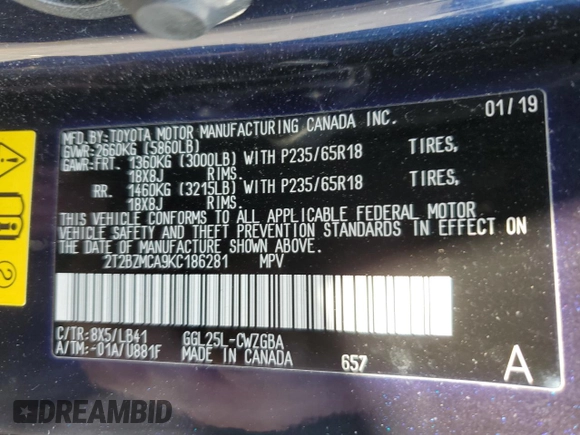 MFD.BY:TOYOTA MOTOR MANUFACTURING CANADA INC. 01/19
GVWR:2660KG (5860LB)
GAWR:FRT. 1360KG (3000LB) WITH P235/65R18 TIRES,
18X8J RIMS.
RR. 1460KG (3215LB) WITH P235/65R18 TIRES,
18X8J RIMS.
THIS VEHICLE CONFORMS TO ALL APPLICABLE FEDERAL MOTOR
VEHICLE SAFETY AND THEFT PREVENTION STANDARDS IN EFFECT ON
THE DATE OF MANUFACTURE SHOWN ABOVE.
2T2BZMCA9KC186281 MPV
C/TR:8X5/LB41 GGL25L-CWZGBA
A/TM:-01A/U881F MADE IN CANADA 657 A
2
DREAMBID